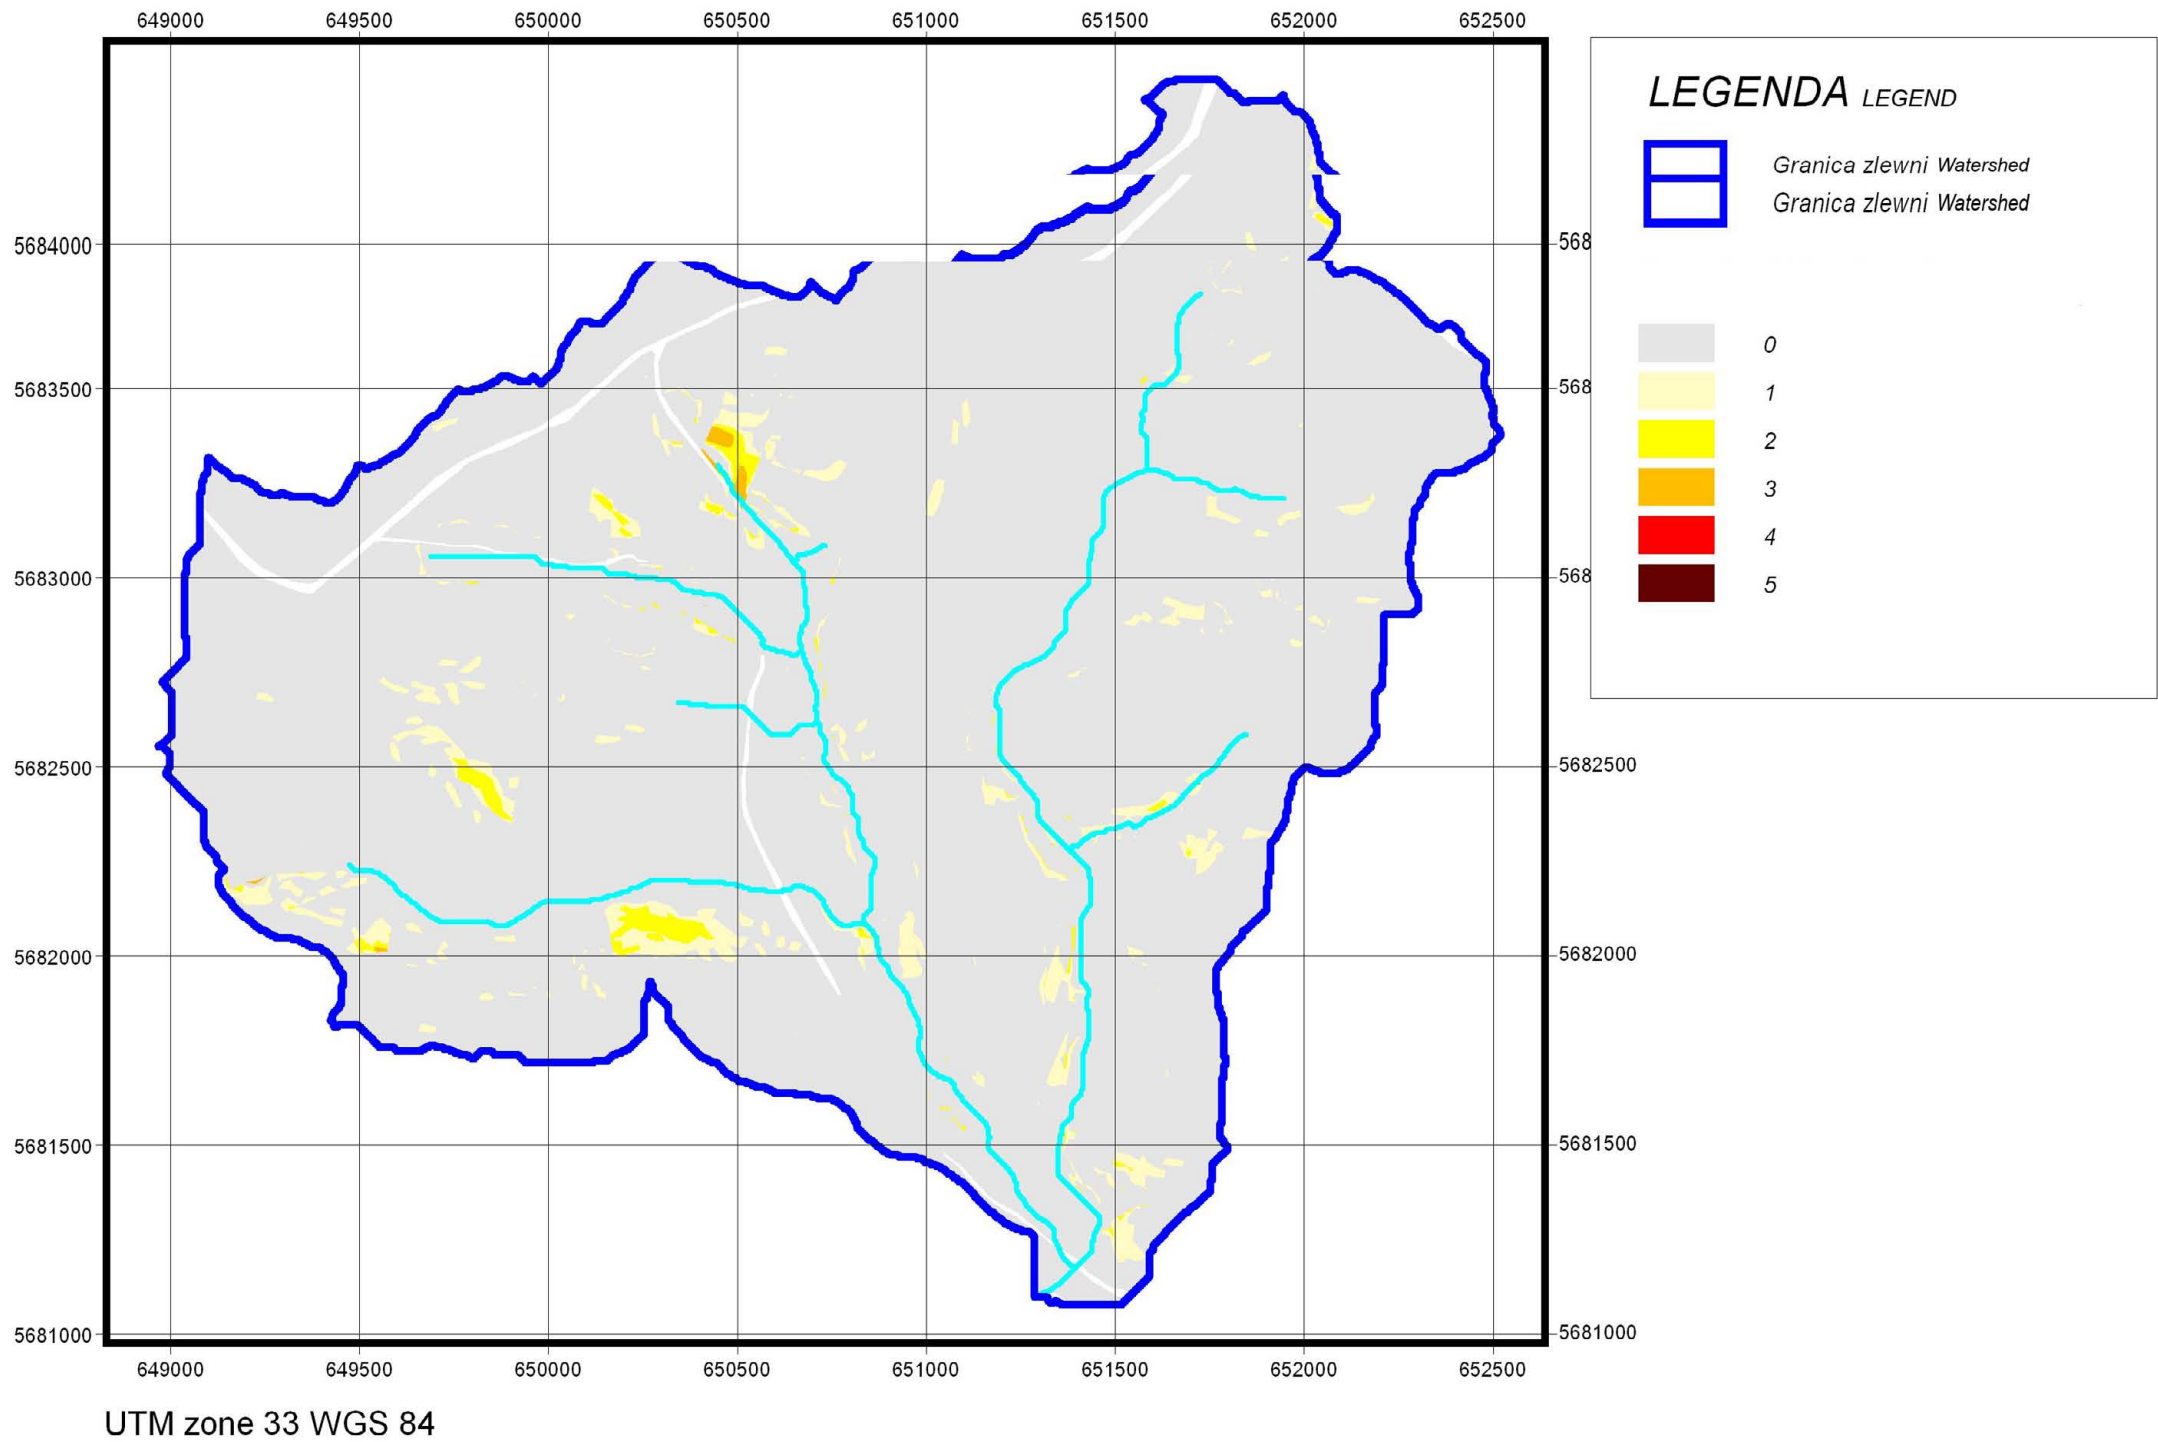 649000 649500 650000 650500 651000 651500 652000 652500
LEGENDA LEGEND
Granica zlewni Watershed
Granica zlewni Watershed
5684000 568
0
5683500 568
1
2
3
4
5683000 568
5
5682500 5682500
5682000 5682000
5681500 5681500
5681000 5681000
649000 649500 650000 650500 651000 651500 652000 652500
UTM zone 33 WGS 84